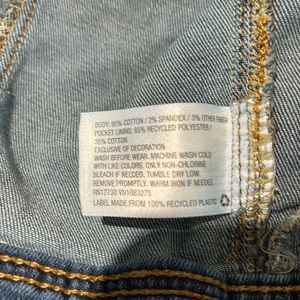 BODY: 95% COTTON / 2% SPANDEX / 3% OTHER FIBER
POCKET LINING: 65% RECYCLED POLYESTER /
35% COTTON
EXCLUSIVE OF DECORATION
WASH BEFORE WEAR. MACHINE WASH COLD
WITH LIKE COLORS. ONLY NON-CHLORINE
BLEACH IF NEEDED. TUMBLE DRY LOW.
REMOVE PROMPTLY. WARM IRON IF NEEDED.
RN17730 VN1083275
LABEL MADE FROM 100% RECYCLED PLASTIC